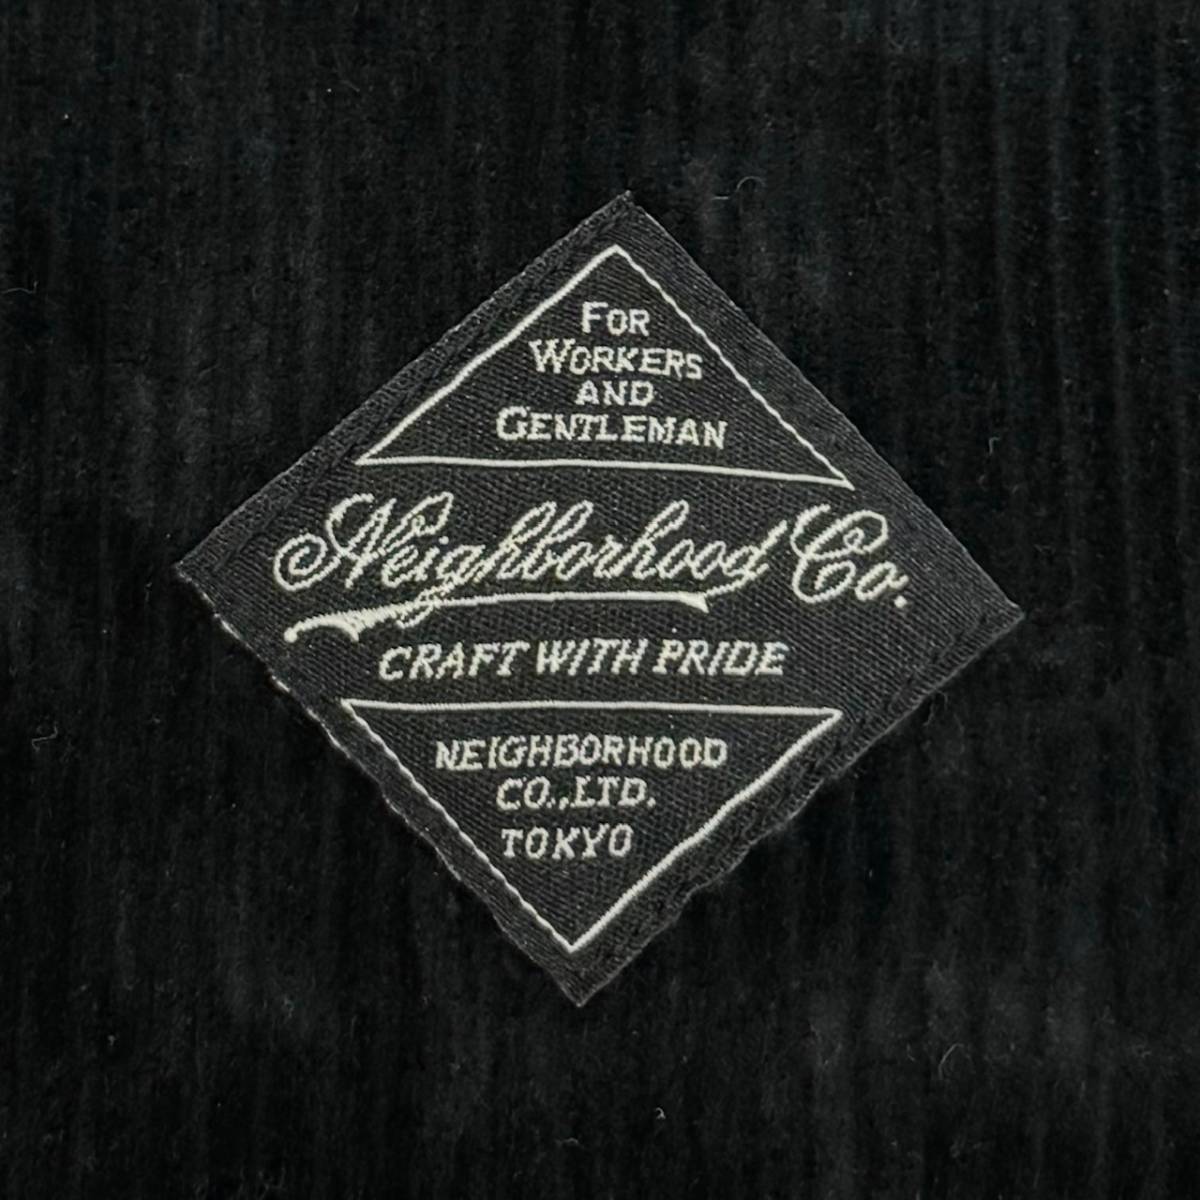 For
Workers
and
Gentleman
Neighborhood Co.
CRAFT WITH PRIDE
NEIGHBORHOOD
CO.,LTD.
TOKYO